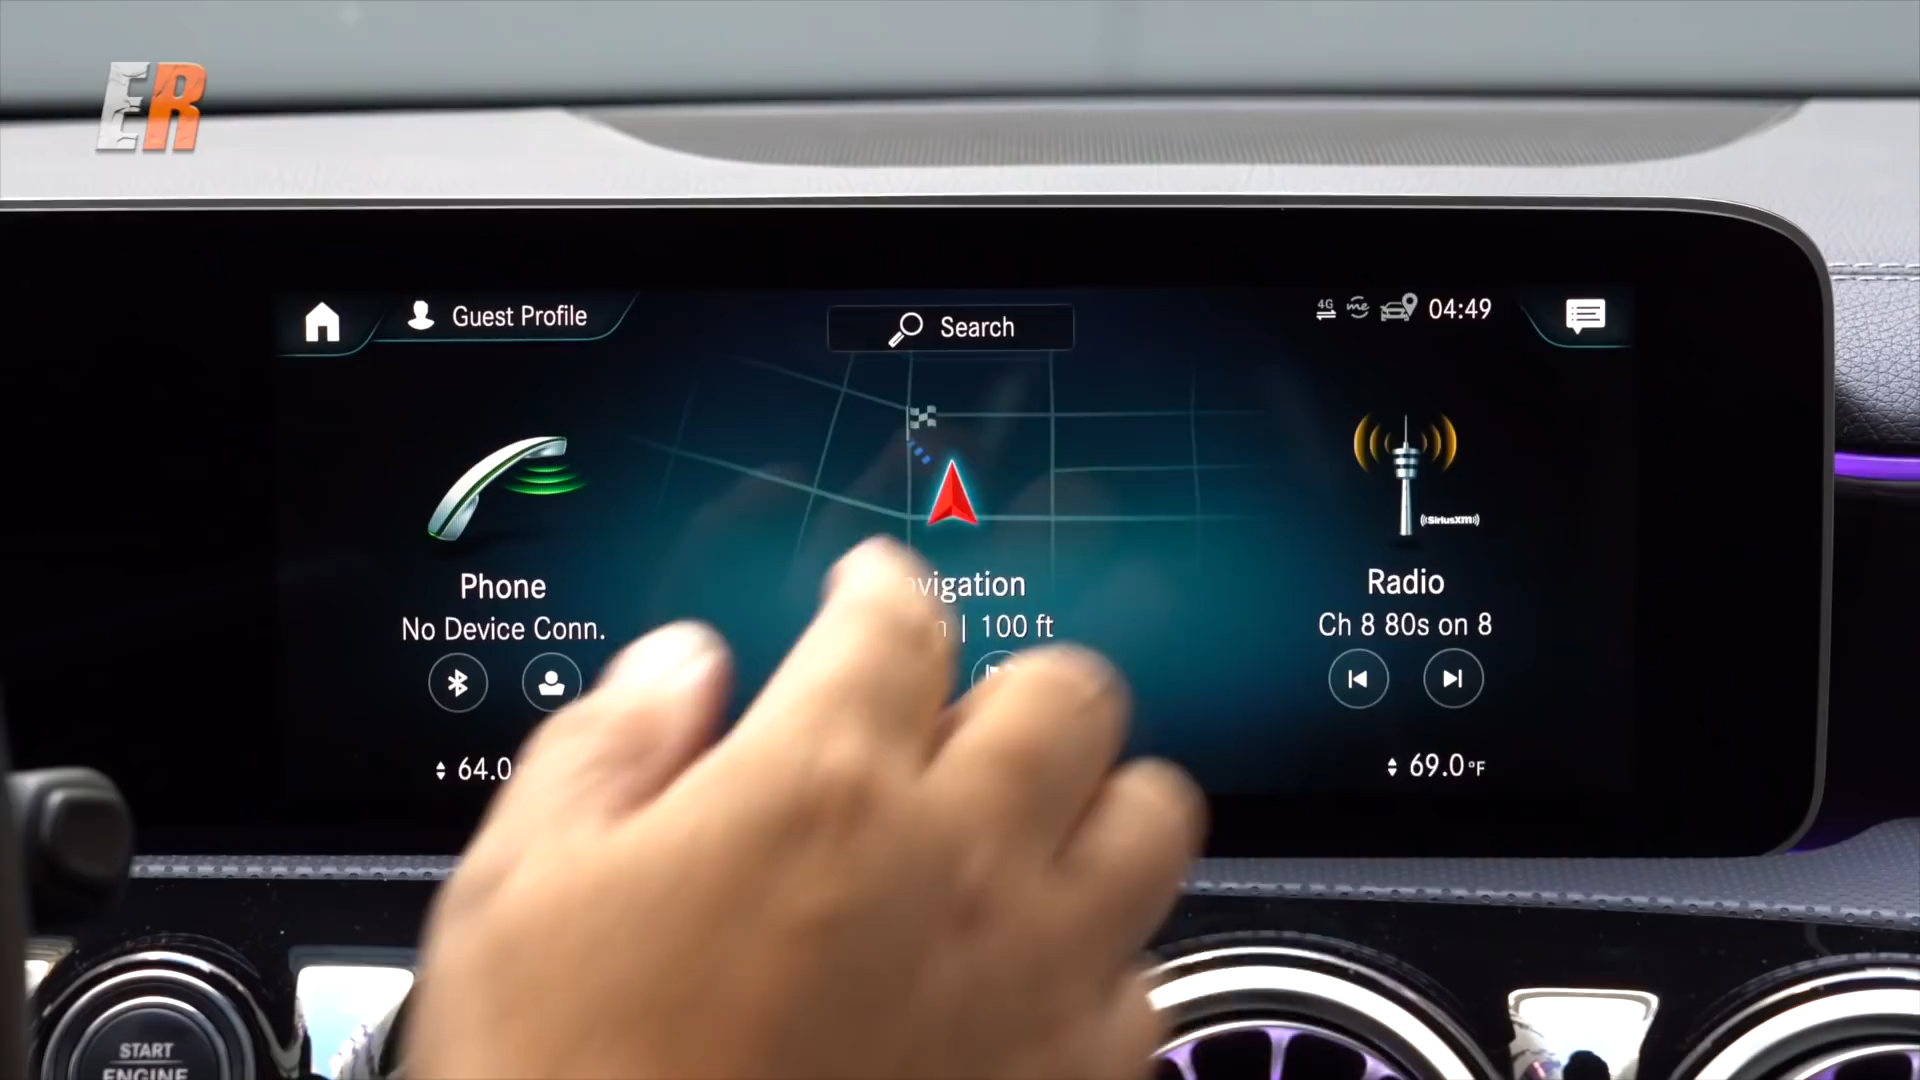 ER
Guest Profile
Search
4G
me
04:49
SiriusXM
Phone
No Device Conn.
Radio
Ch 8 80s on 8
| 100 ft
64.0
69.0°F
START
ENGINE